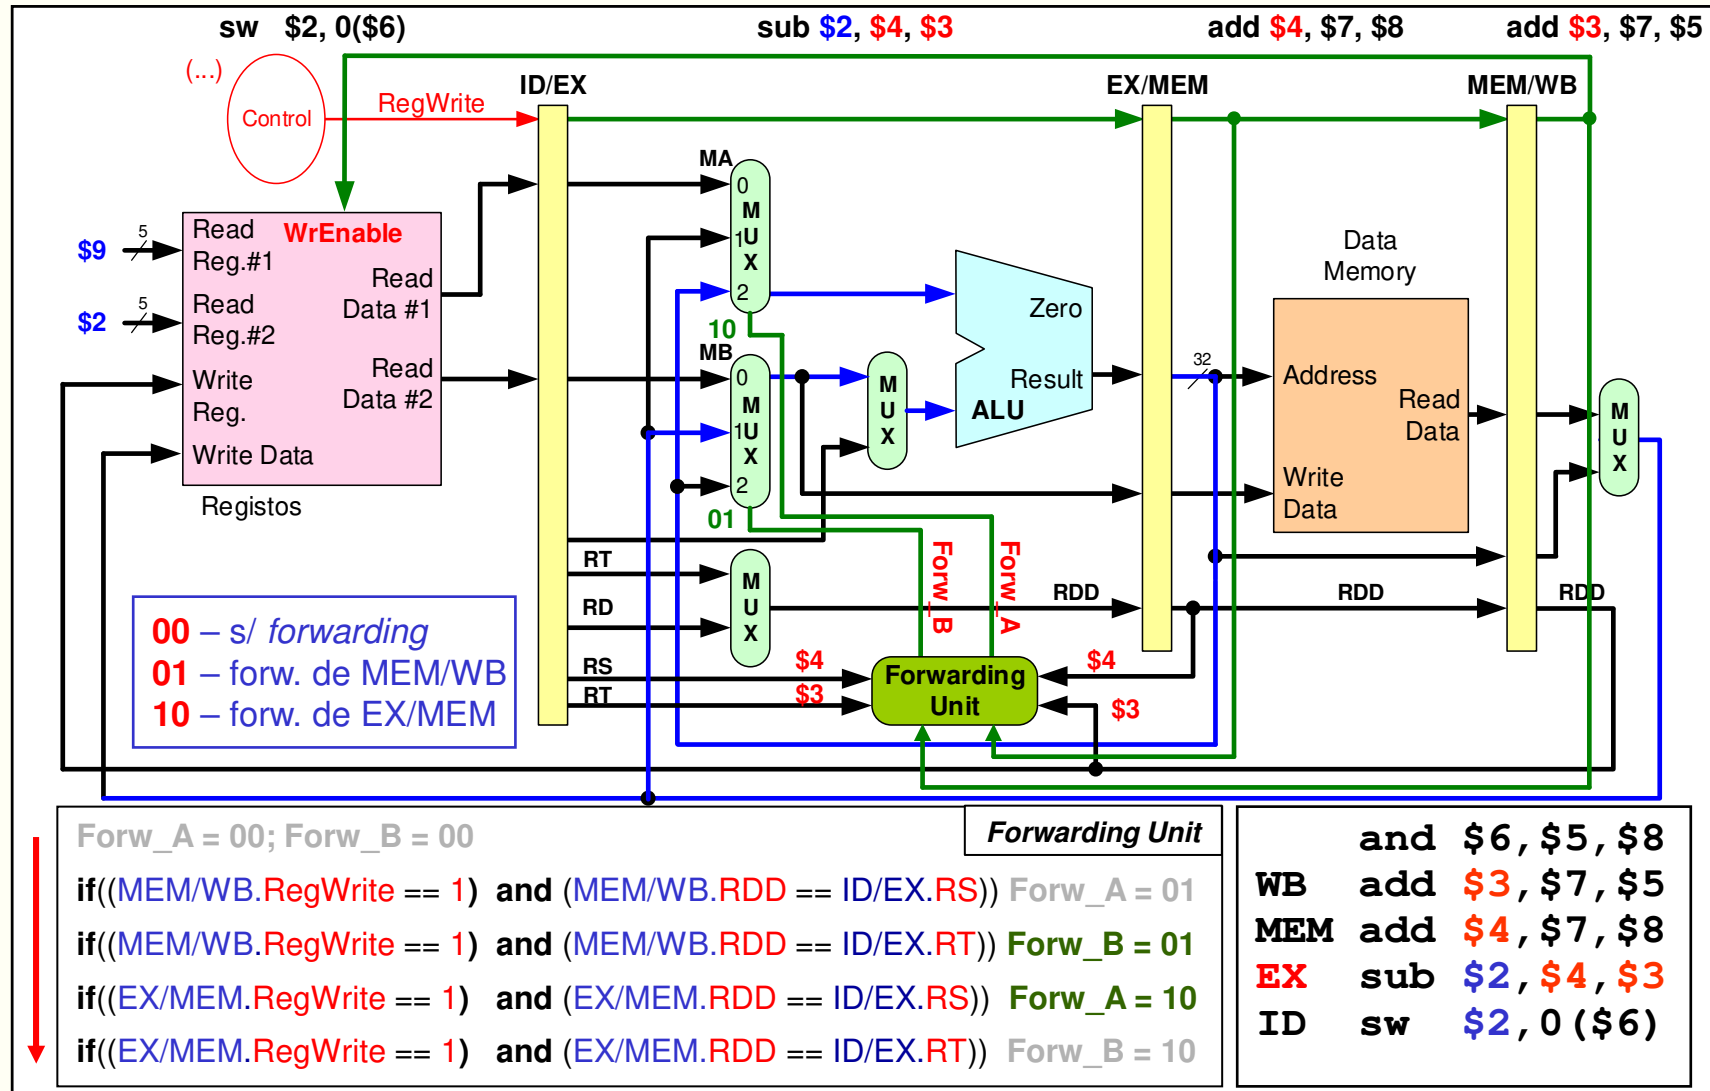 sw $2, 0($6)
sub $2, $4, $3
add $4, $7, $8
add $3, $7, $5
(...)
Control
RegWrite
ID/EX
EX/MEM
MEM/WB
$9
5
Read Reg.#1
WrEnable
$2
5
Read Reg.#2
Read Data #1
Write Reg.
Read Data #2
Write Data
Registos
MA
0
1
2
MUX
10
MB
0
1
2
MUX
01
MUX
Zero
Result
ALU
32
Data Memory
Address
Read Data
Write Data
MUX
RT
RD
MUX
RDD
RDD
RDD
Forw_B
Forw_A
RS
$4
RT
$3
Forwarding Unit
$4
$3
00 – s/ forwarding
01 – forw. de MEM/WB
10 – forw. de EX/MEM
Forw_A = 00; Forw_B = 00
Forwarding Unit
if((MEM/WB.RegWrite == 1) and (MEM/WB.RDD == ID/EX.RS)) Forw_A = 01
if((MEM/WB.RegWrite == 1) and (MEM/WB.RDD == ID/EX.RT)) Forw_B = 01
if((EX/MEM.RegWrite == 1) and (EX/MEM.RDD == ID/EX.RS)) Forw_A = 10
if((EX/MEM.RegWrite == 1) and (EX/MEM.RDD == ID/EX.RT)) Forw_B = 10
and $6,$5,$8
WB add $3,$7,$5
MEM add $4,$7,$8
EX sub $2,$4,$3
ID sw $2,0($6)